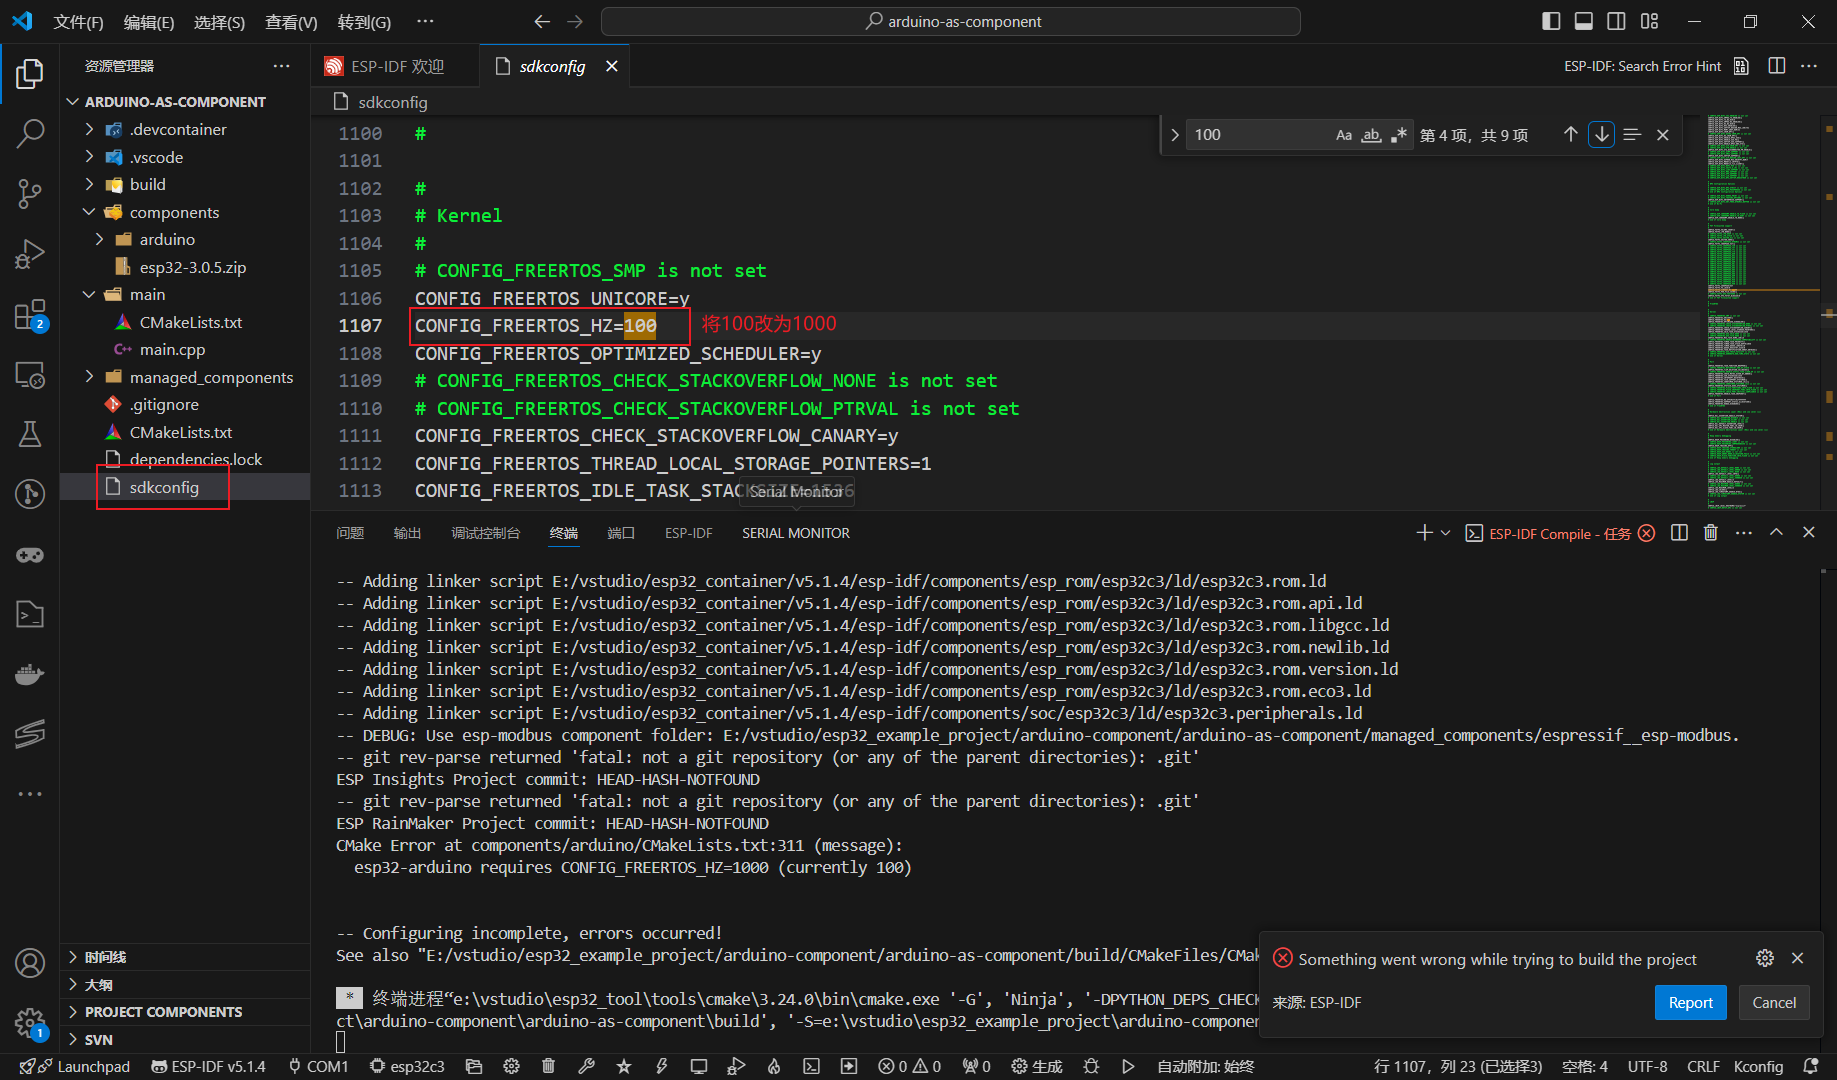 文件(F) 编辑(E) 选择(S) 查看(V) 转到(G) ··· arduino-as-component
资源管理器 ···
ESP-IDF 欢迎 sdkconfig ESP-IDF: Search Error Hint ···
ARDUINO-AS-COMPONENT
.devcontainer
.vscode
build
components
arduino
esp32-3.0.5.zip
main
CMakeLists.txt
main.cpp
managed_components
.gitignore
CMakeLists.txt
dependencies.lock
sdkconfig
时间线
大纲
PROJECT COMPONENTS
SVN
2
1
sdkconfig
100 Aa ab 第 4 项，共 9 项
1100 #
1101
1102 #
1103 # Kernel
1104 #
1105 # CONFIG_FREERTOS_SMP is not set
1106 CONFIG_FREERTOS_UNICORE=y
1107 CONFIG_FREERTOS_HZ=100 将100改为1000
1108 CONFIG_FREERTOS_OPTIMIZED_SCHEDULER=y
1109 # CONFIG_FREERTOS_CHECK_STACKOVERFLOW_NONE is not set
1110 # CONFIG_FREERTOS_CHECK_STACKOVERFLOW_PTRVAL is not set
1111 CONFIG_FREERTOS_CHECK_STACKOVERFLOW_CANARY=y
1112 CONFIG_FREERTOS_THREAD_LOCAL_STORAGE_POINTERS=1
1113 CONFIG_FREERTOS_IDLE_TASK_STACKSIZE=1536
Serial Monitor
问题 输出 调试控制台 终端 端口 ESP-IDF SERIAL MONITOR ESP-IDF Compile - 任务 ···
-- Adding linker script E:/vstudio/esp32_container/v5.1.4/esp-idf/components/esp_rom/esp32c3/ld/esp32c3.rom.ld
-- Adding linker script E:/vstudio/esp32_container/v5.1.4/esp-idf/components/esp_rom/esp32c3/ld/esp32c3.rom.api.ld
-- Adding linker script E:/vstudio/esp32_container/v5.1.4/esp-idf/components/esp_rom/esp32c3/ld/esp32c3.rom.libgcc.ld
-- Adding linker script E:/vstudio/esp32_container/v5.1.4/esp-idf/components/esp_rom/esp32c3/ld/esp32c3.rom.newlib.ld
-- Adding linker script E:/vstudio/esp32_container/v5.1.4/esp-idf/components/esp_rom/esp32c3/ld/esp32c3.rom.version.ld
-- Adding linker script E:/vstudio/esp32_container/v5.1.4/esp-idf/components/esp_rom/esp32c3/ld/esp32c3.rom.eco3.ld
-- Adding linker script E:/vstudio/esp32_container/v5.1.4/esp-idf/components/soc/esp32c3/ld/esp32c3.peripherals.ld
-- DEBUG: Use esp-modbus component folder: E:/vstudio/esp32_example_project/arduino-component/arduino-as-component/managed_components/espressif__esp-modbus.
-- git rev-parse returned 'fatal: not a git repository (or any of the parent directories): .git'
ESP Insights Project commit: HEAD-HASH-NOTFOUND
-- git rev-parse returned 'fatal: not a git repository (or any of the parent directories): .git'
ESP RainMaker Project commit: HEAD-HASH-NOTFOUND
CMake Error at components/arduino/CMakeLists.txt:311 (message):
esp32-arduino requires CONFIG_FREERTOS_HZ=1000 (currently 100)
-- Configuring incomplete, errors occurred!
See also "E:/vstudio/esp32_example_project/arduino-component/arduino-as-component/build/CMakeFiles/CMa
* 终端进程“e:\vstudio\esp32_tool\tools\cmake\3.24.0\bin\cmake.exe '-G', 'Ninja', '-DPYTHON_DEPS_CHECK
ct\arduino-component\arduino-as-component\build', '-S=e:\vstudio\esp32_example_project\arduino-componen
Something went wrong while trying to build the project
来源: ESP-IDF Report Cancel
Launchpad ESP-IDF v5.1.4 COM1 esp32c3 0 0 0 生成 自动附加: 始终 行 1107，列 23 (已选择3) 空格: 4 UTF-8 CRLF Kconfig